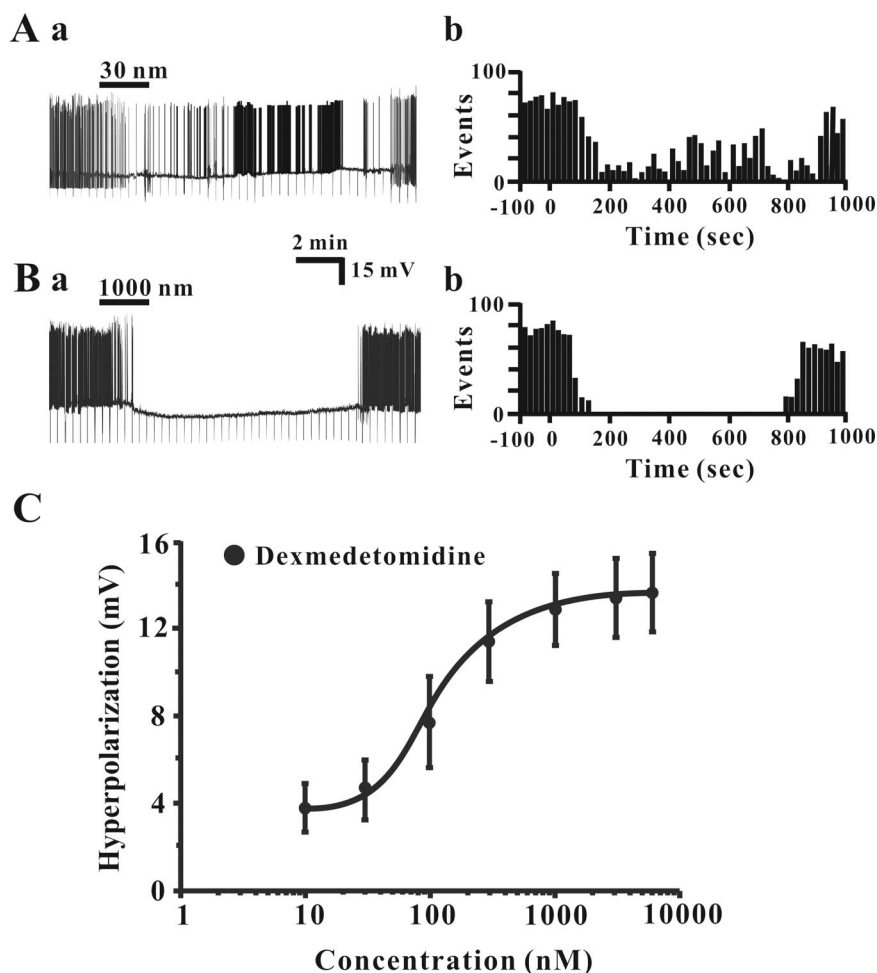 A a
30 nm
b
100
Events
0
-100 0 200 400 600 800 1000
Time (sec)
2 min
15 mV
B a
1000 nm
b
100
Events
0
-100 0 200 400 600 800 1000
Time (sec)
C
16
Dexmedetomidine
12
8
4
0
Hyperpolarization (mV)
1 10 100 1000 10000
Concentration (nM)